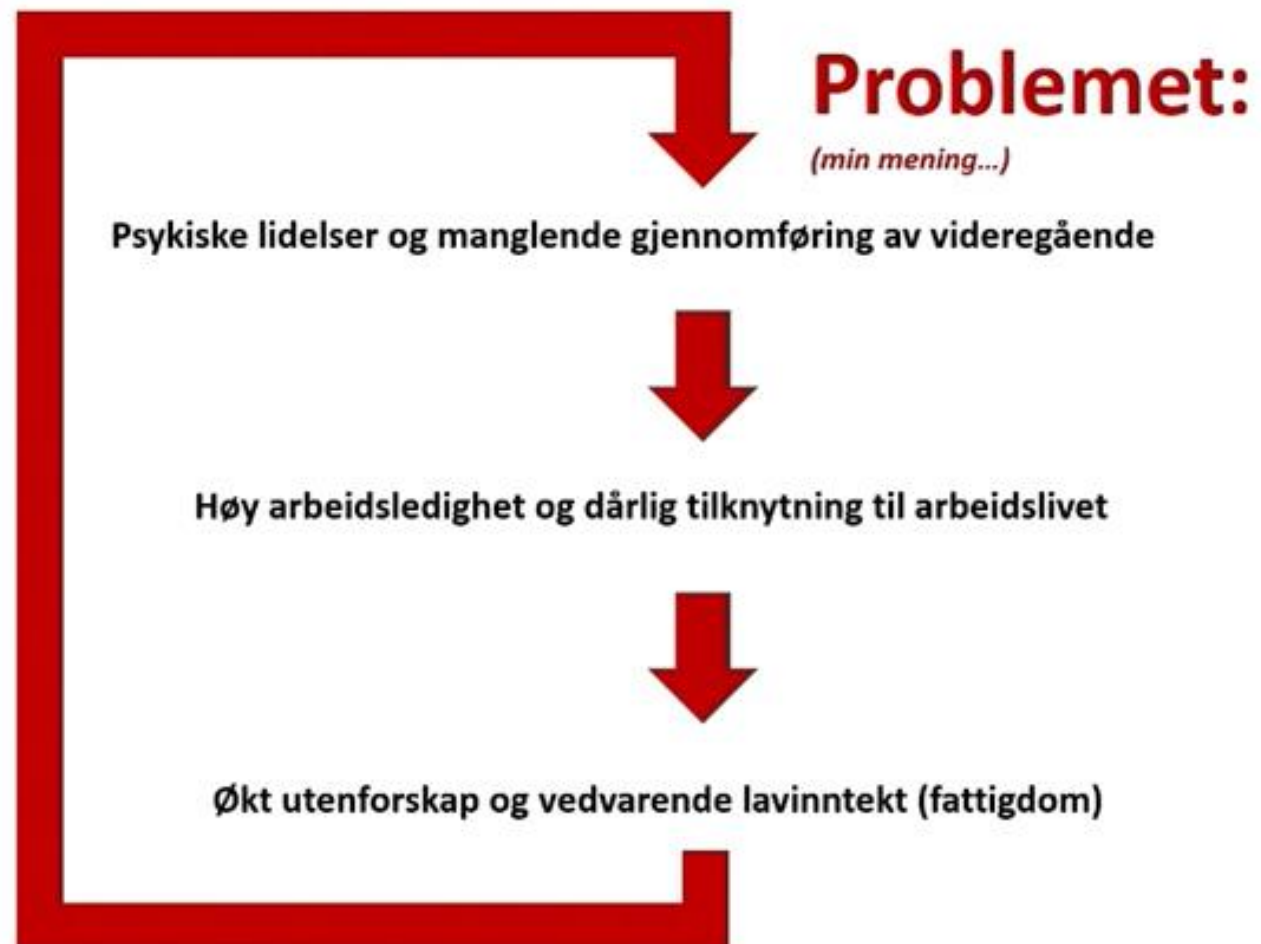 Problemet:
(min mening...)
Psykiske lidelser og manglende gjennomføring av videregående
Høy arbeidsledighet og dårlig tilknytning til arbeidslivet
Økt utenforskap og vedvarende lavinntekt (fattigdom)